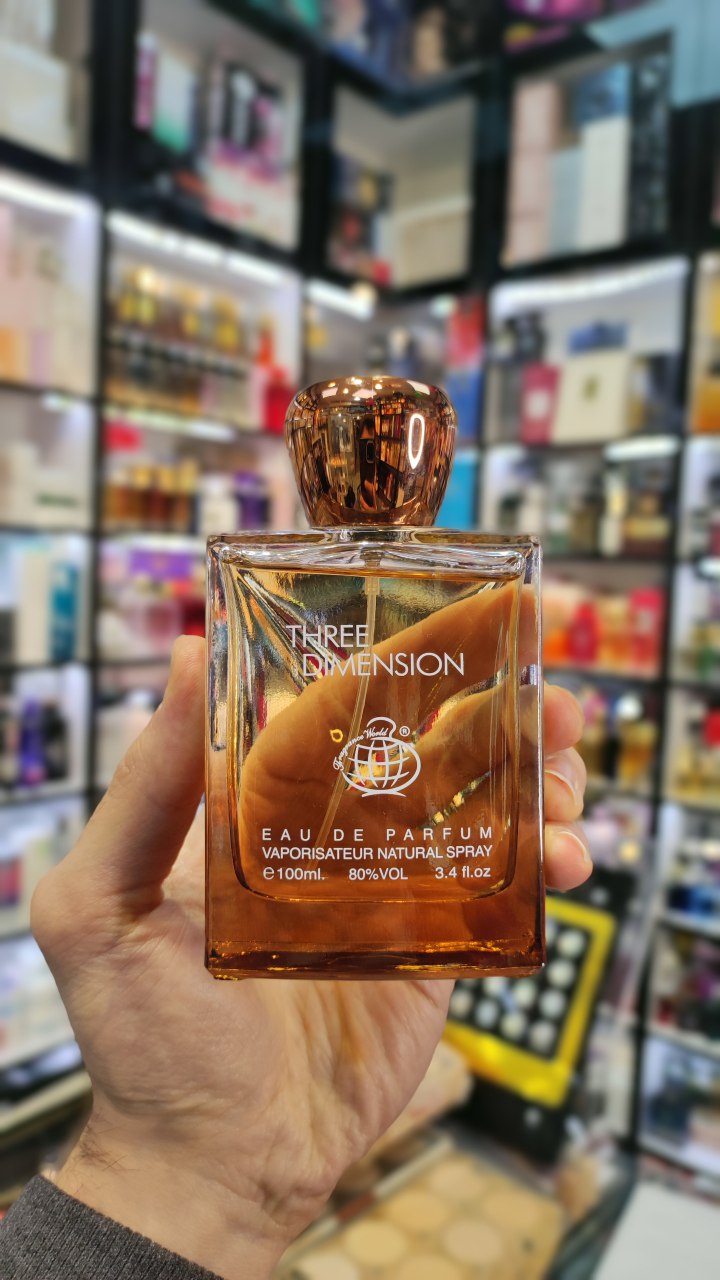 THREE
DIMENSION
Fragrance World ®
EAU DE PARFUM
VAPORISATEUR NATURAL SPRAY
℮100ml. 80%VOL 3.4 fl.oz